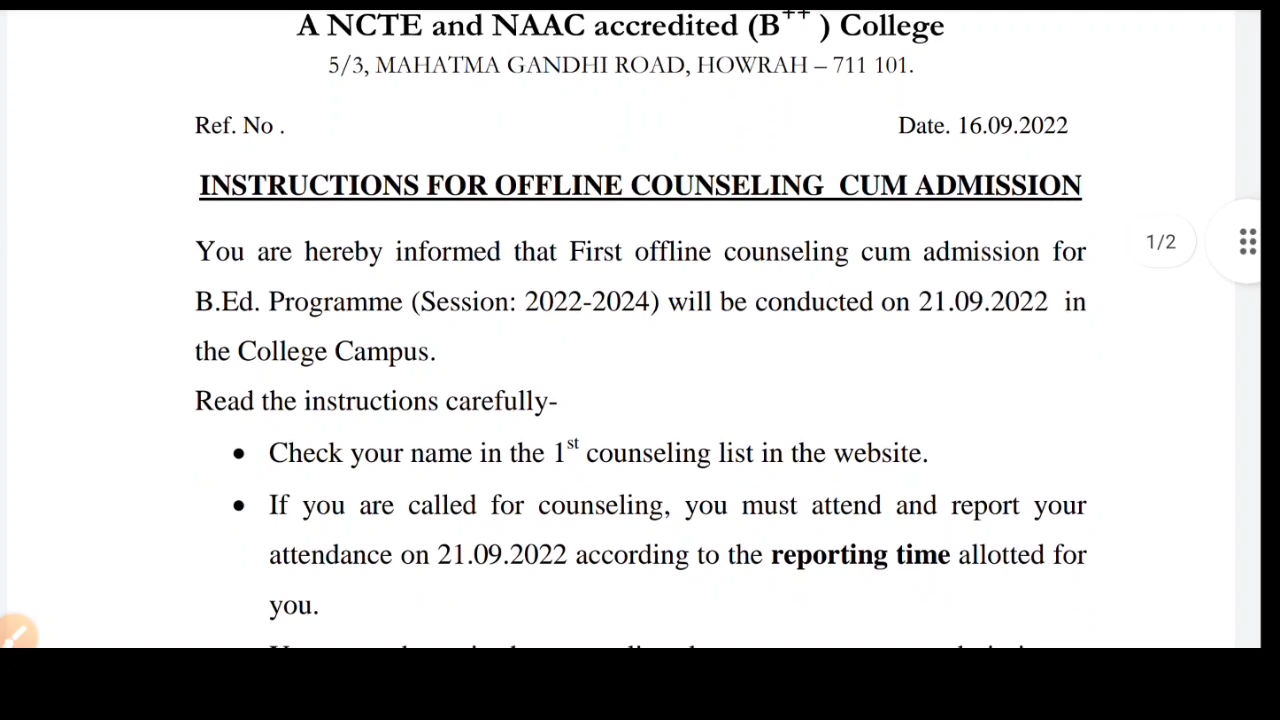 A NCTE and NAAC accredited (B++ ) College
5/3, MAHATMA GANDHI ROAD, HOWRAH – 711 101.
Ref. No .
Date. 16.09.2022
INSTRUCTIONS FOR OFFLINE COUNSELING CUM ADMISSION
You are hereby informed that First offline counseling cum admission for
B.Ed. Programme (Session: 2022-2024) will be conducted on 21.09.2022 in
the College Campus.
1/2
Read the instructions carefully-
• Check your name in the 1st counseling list in the website.
• If you are called for counseling, you must attend and report your
attendance on 21.09.2022 according to the reporting time allotted for
you.